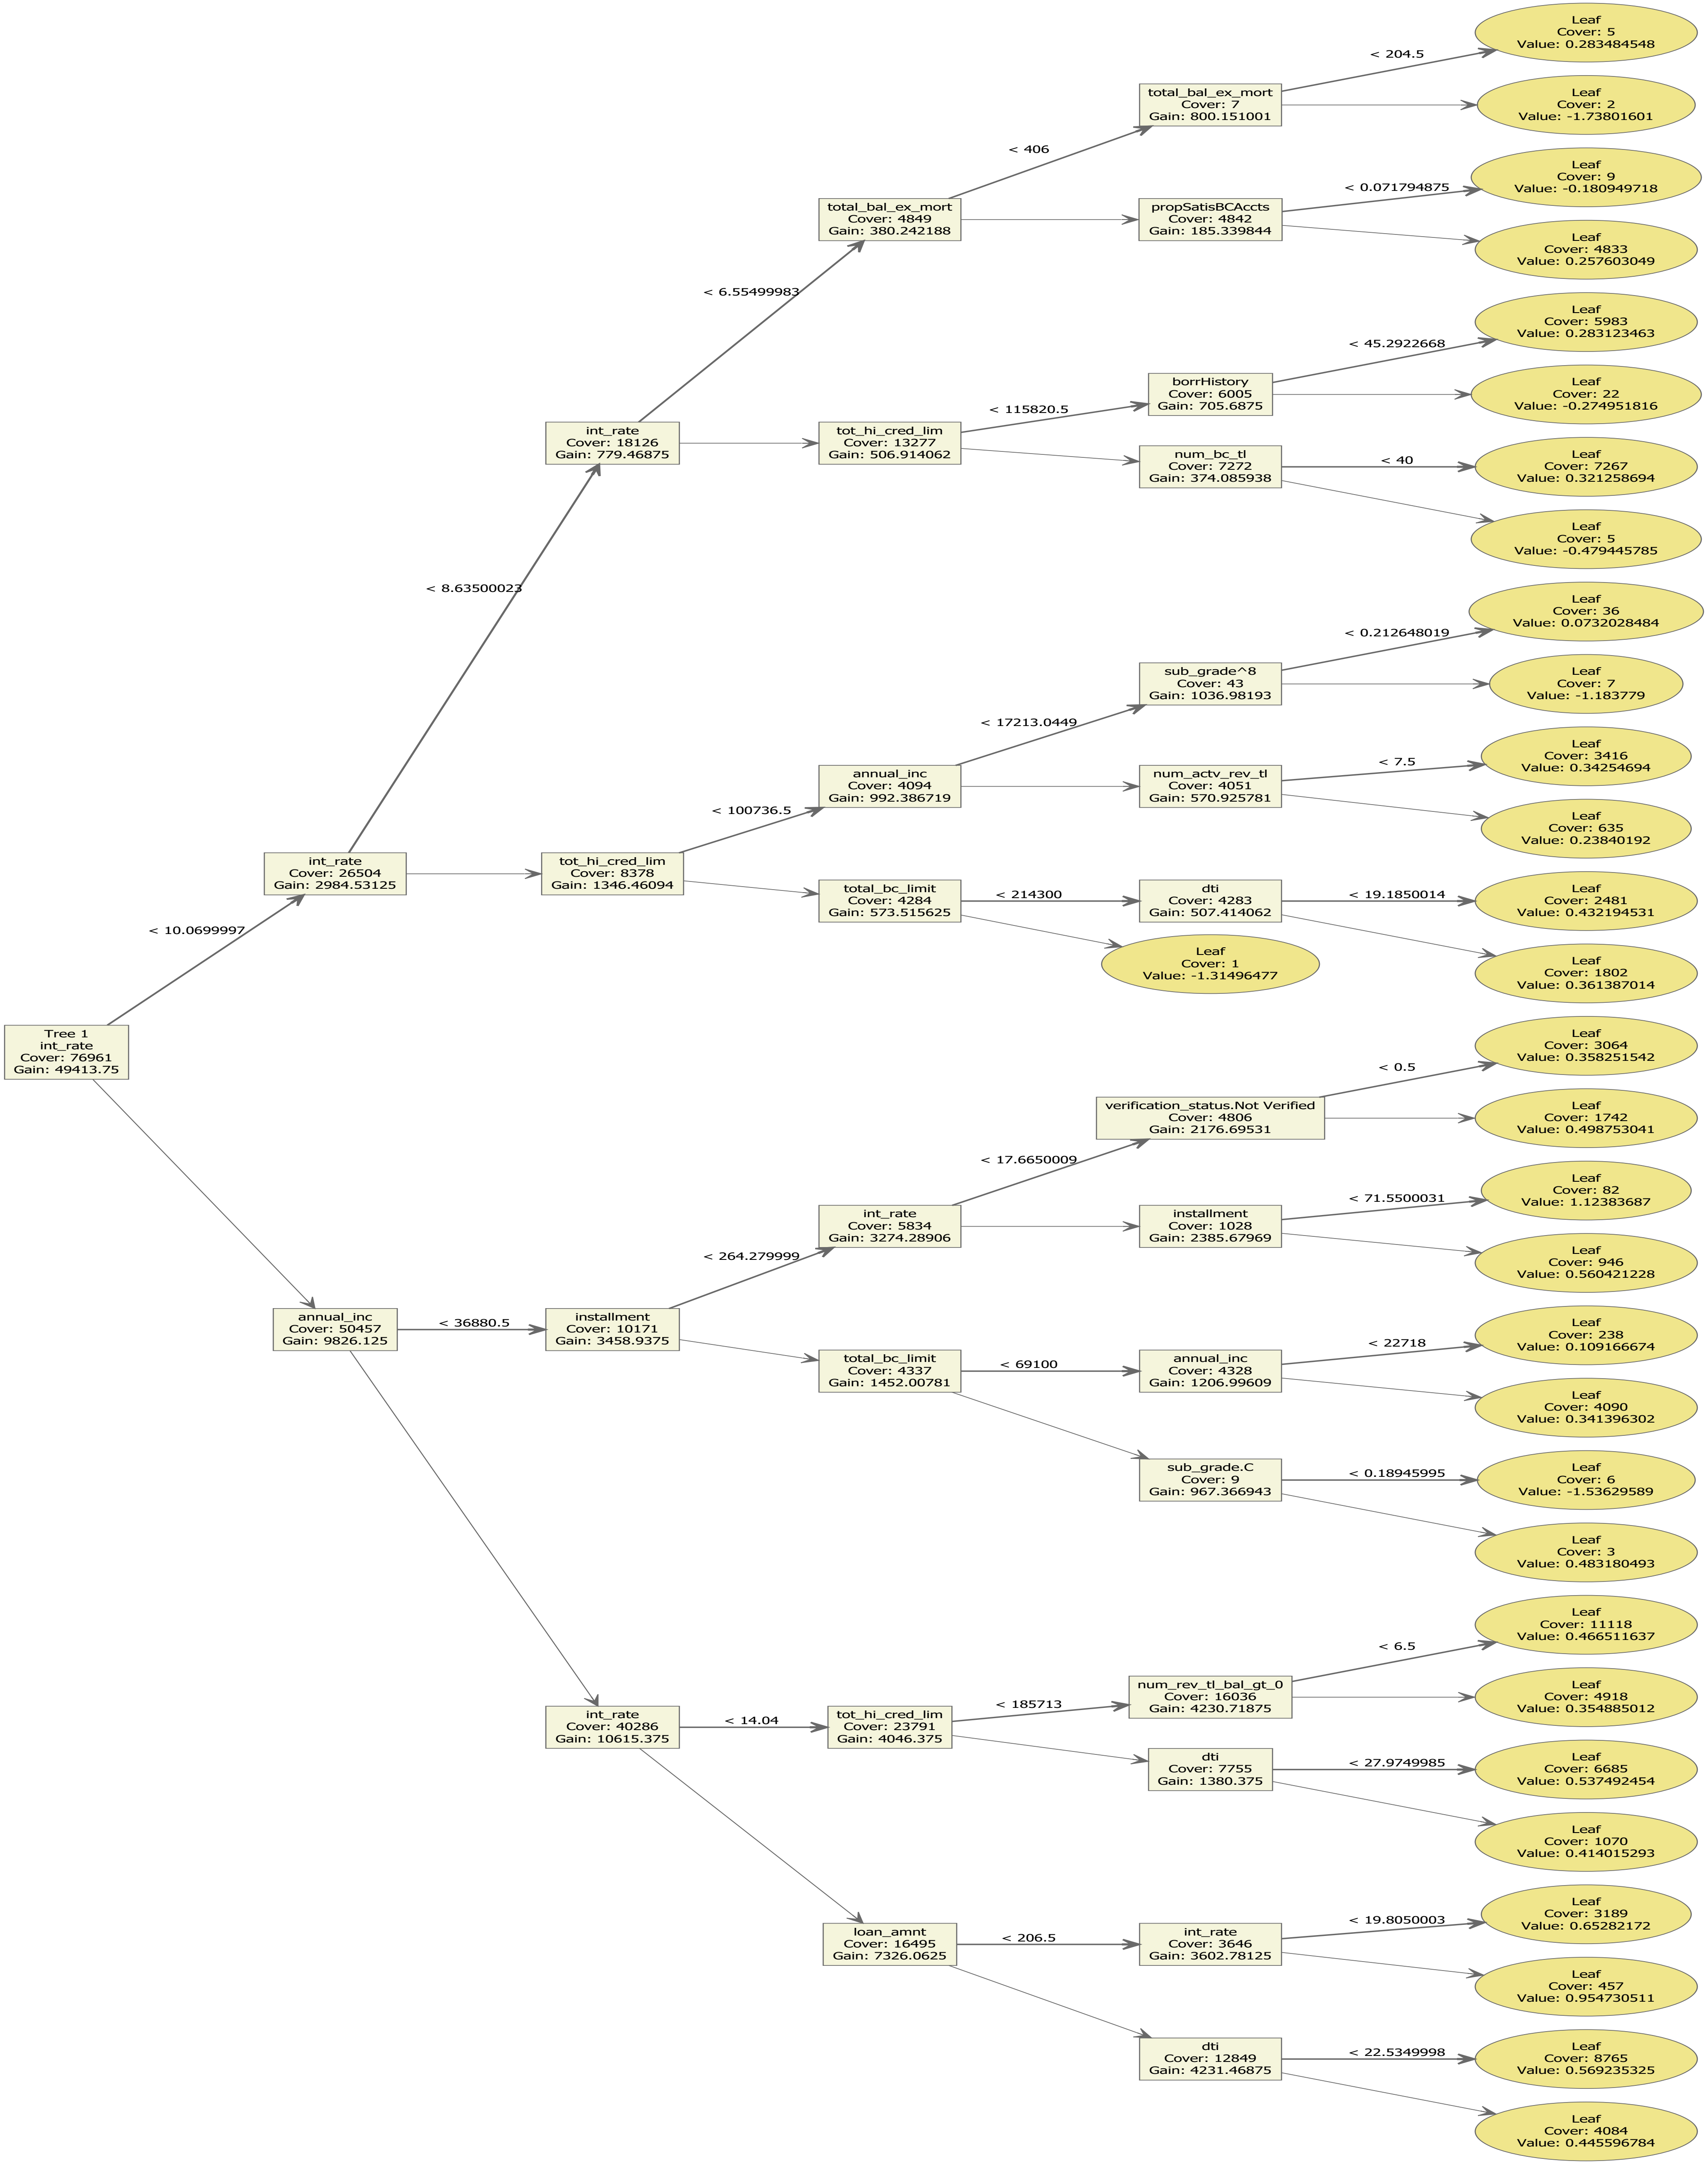 Leaf
Cover: 5
Value: 0.283484548
< 204.5
total_bal_ex_mort
Cover: 7
Gain: 800.151001
Leaf
Cover: 2
Value: -1.73801601
< 406
Leaf
Cover: 9
Value: -0.180949718
< 0.071794875
total_bal_ex_mort
Cover: 4849
Gain: 380.242188
propSatisBCAccts
Cover: 4842
Gain: 185.339844
Leaf
Cover: 4833
Value: 0.257603049
< 6.55499983
Leaf
Cover: 5983
Value: 0.283123463
< 45.2922668
borrHistory
Cover: 6005
Gain: 705.6875
Leaf
Cover: 22
Value: -0.274951816
< 115820.5
int_rate
Cover: 18126
Gain: 779.46875
tot_hi_cred_lim
Cover: 13277
Gain: 506.914062
num_bc_tl
Cover: 7272
Gain: 374.085938
< 40
Leaf
Cover: 7267
Value: 0.321258694
Leaf
Cover: 5
Value: -0.479445785
< 8.63500023
Leaf
Cover: 36
Value: 0.0732028484
< 0.212648019
sub_grade^8
Cover: 43
Gain: 1036.98193
Leaf
Cover: 7
Value: -1.183779
< 17213.0449
annual_inc
Cover: 4094
Gain: 992.386719
num_actv_rev_tl
Cover: 4051
Gain: 570.925781
< 7.5
Leaf
Cover: 3416
Value: 0.34254694
< 100736.5
Leaf
Cover: 635
Value: 0.23840192
int_rate
Cover: 26504
Gain: 2984.53125
tot_hi_cred_lim
Cover: 8378
Gain: 1346.46094
total_bc_limit
Cover: 4284
Gain: 573.515625
< 214300
dti
Cover: 4283
Gain: 507.414062
< 19.1850014
Leaf
Cover: 2481
Value: 0.432194531
< 10.0699997
Leaf
Cover: 1
Value: -1.31496477
Leaf
Cover: 1802
Value: 0.361387014
Tree 1
int_rate
Cover: 76961
Gain: 49413.75
Leaf
Cover: 3064
Value: 0.358251542
< 0.5
verification_status.Not Verified
Cover: 4806
Gain: 2176.69531
Leaf
Cover: 1742
Value: 0.498753041
< 17.6650009
Leaf
Cover: 82
Value: 1.12383687
< 71.5500031
int_rate
Cover: 5834
Gain: 3274.28906
installment
Cover: 1028
Gain: 2385.67969
< 264.279999
Leaf
Cover: 946
Value: 0.560421228
annual_inc
Cover: 50457
Gain: 9826.125
< 36880.5
installment
Cover: 10171
Gain: 3458.9375
Leaf
Cover: 238
Value: 0.109166674
< 22718
total_bc_limit
Cover: 4337
Gain: 1452.00781
< 69100
annual_inc
Cover: 4328
Gain: 1206.99609
Leaf
Cover: 4090
Value: 0.341396302
sub_grade.C
Cover: 9
Gain: 967.366943
< 0.18945995
Leaf
Cover: 6
Value: -1.53629589
Leaf
Cover: 3
Value: 0.483180493
Leaf
Cover: 11118
Value: 0.466511637
< 6.5
num_rev_tl_bal_gt_0
Cover: 16036
Gain: 4230.71875
Leaf
Cover: 4918
Value: 0.354885012
< 185713
int_rate
Cover: 40286
Gain: 10615.375
< 14.04
tot_hi_cred_lim
Cover: 23791
Gain: 4046.375
dti
Cover: 7755
Gain: 1380.375
< 27.9749985
Leaf
Cover: 6685
Value: 0.537492454
Leaf
Cover: 1070
Value: 0.414015293
Leaf
Cover: 3189
Value: 0.65282172
< 19.8050003
loan_amnt
Cover: 16495
Gain: 7326.0625
< 206.5
int_rate
Cover: 3646
Gain: 3602.78125
Leaf
Cover: 457
Value: 0.954730511
dti
Cover: 12849
Gain: 4231.46875
< 22.5349998
Leaf
Cover: 8765
Value: 0.569235325
Leaf
Cover: 4084
Value: 0.445596784